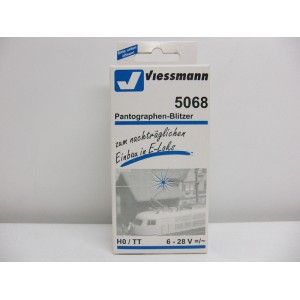 Viessmann
5068
Pantographen-Blitzer
zum nachträglichen
Einbau in E-Loks
H0 / TT
6 - 28 V =/~